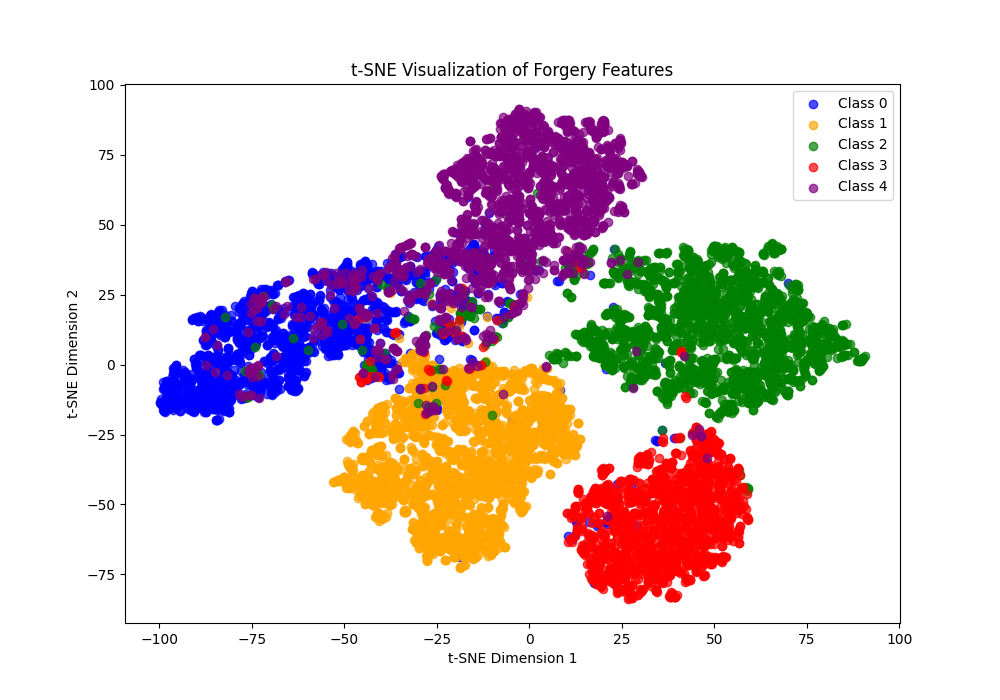 t-SNE Visualization of Forgery Features
Class 0
Class 1
Class 2
Class 3
Class 4
100
75
50
25
0
−25
−50
−75
t-SNE Dimension 2
−100
−75
−50
−25
0
25
50
75
100
t-SNE Dimension 1